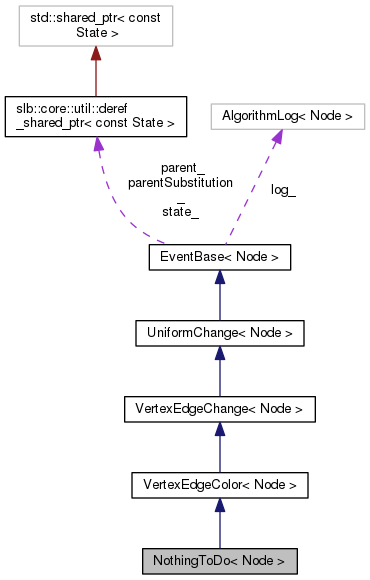 std::shared_ptr< const
State >
slb::core::util::deref
_shared_ptr< const State >
AlgorithmLog< Node >
parent_
parentSubstitution
_
state_
log_
EventBase< Node >
UniformChange< Node >
VertexEdgeChange< Node >
VertexEdgeColor< Node >
NothingToDo< Node >